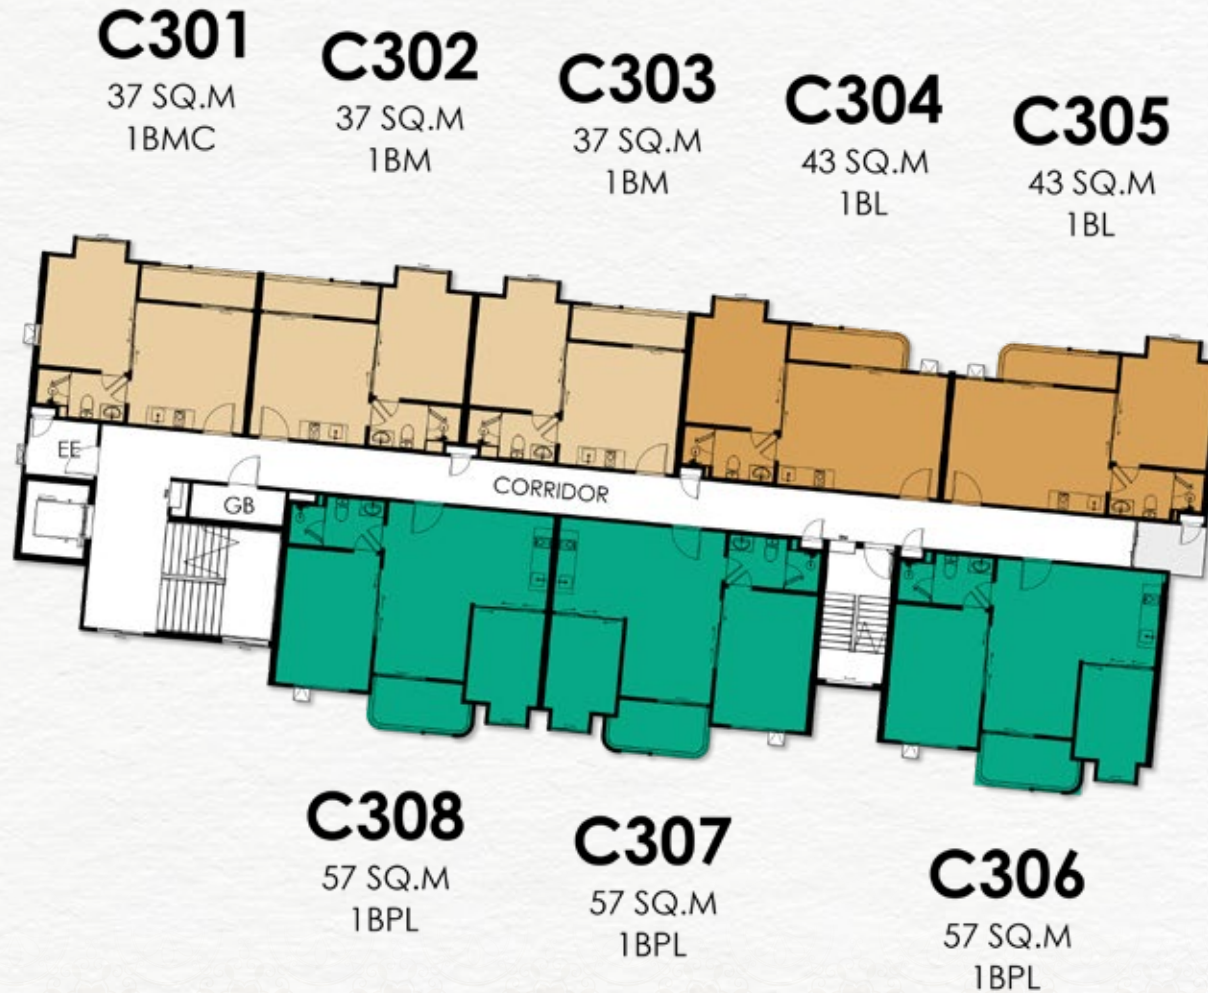 C301
37 SQ.M
1BMC
C302
37 SQ.M
1BM
C303
37 SQ.M
1BM
C304
43 SQ.M
1BL
C305
43 SQ.M
1BL
EE
GB
CORRIDOR
C308
57 SQ.M
1BPL
C307
57 SQ.M
1BPL
C306
57 SQ.M
1BPL